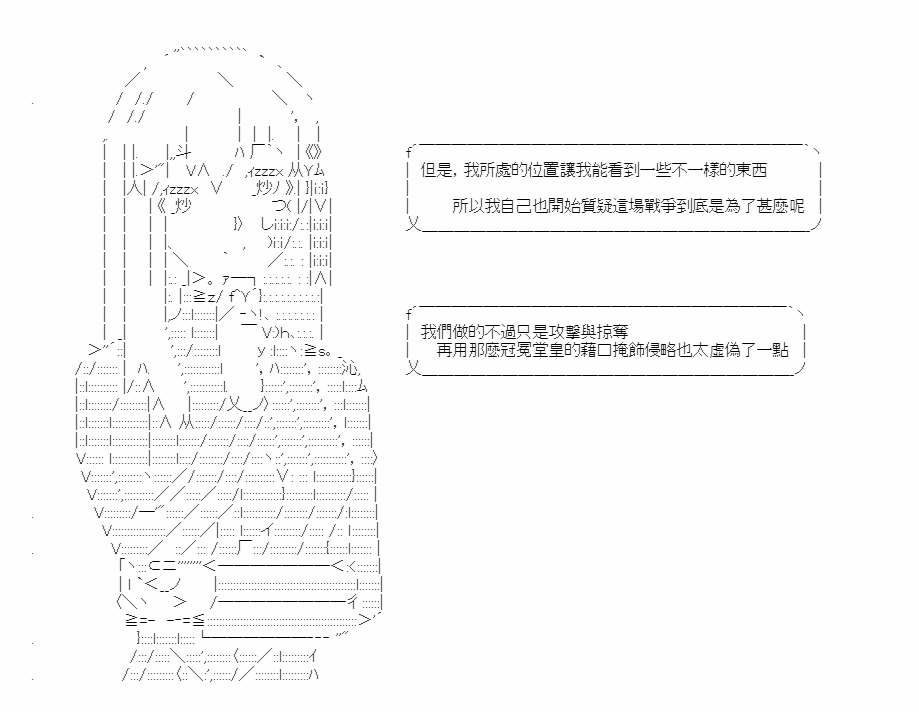 但是，我所處的位置讓我能看到一些不一樣的東西
所以我自己也開始質疑這場戰爭到底是為了甚麼呢
我們做的不過只是攻擊與掠奪
再用那麼冠冕堂皇的藉口掩飾侵略也太虛偽了一點